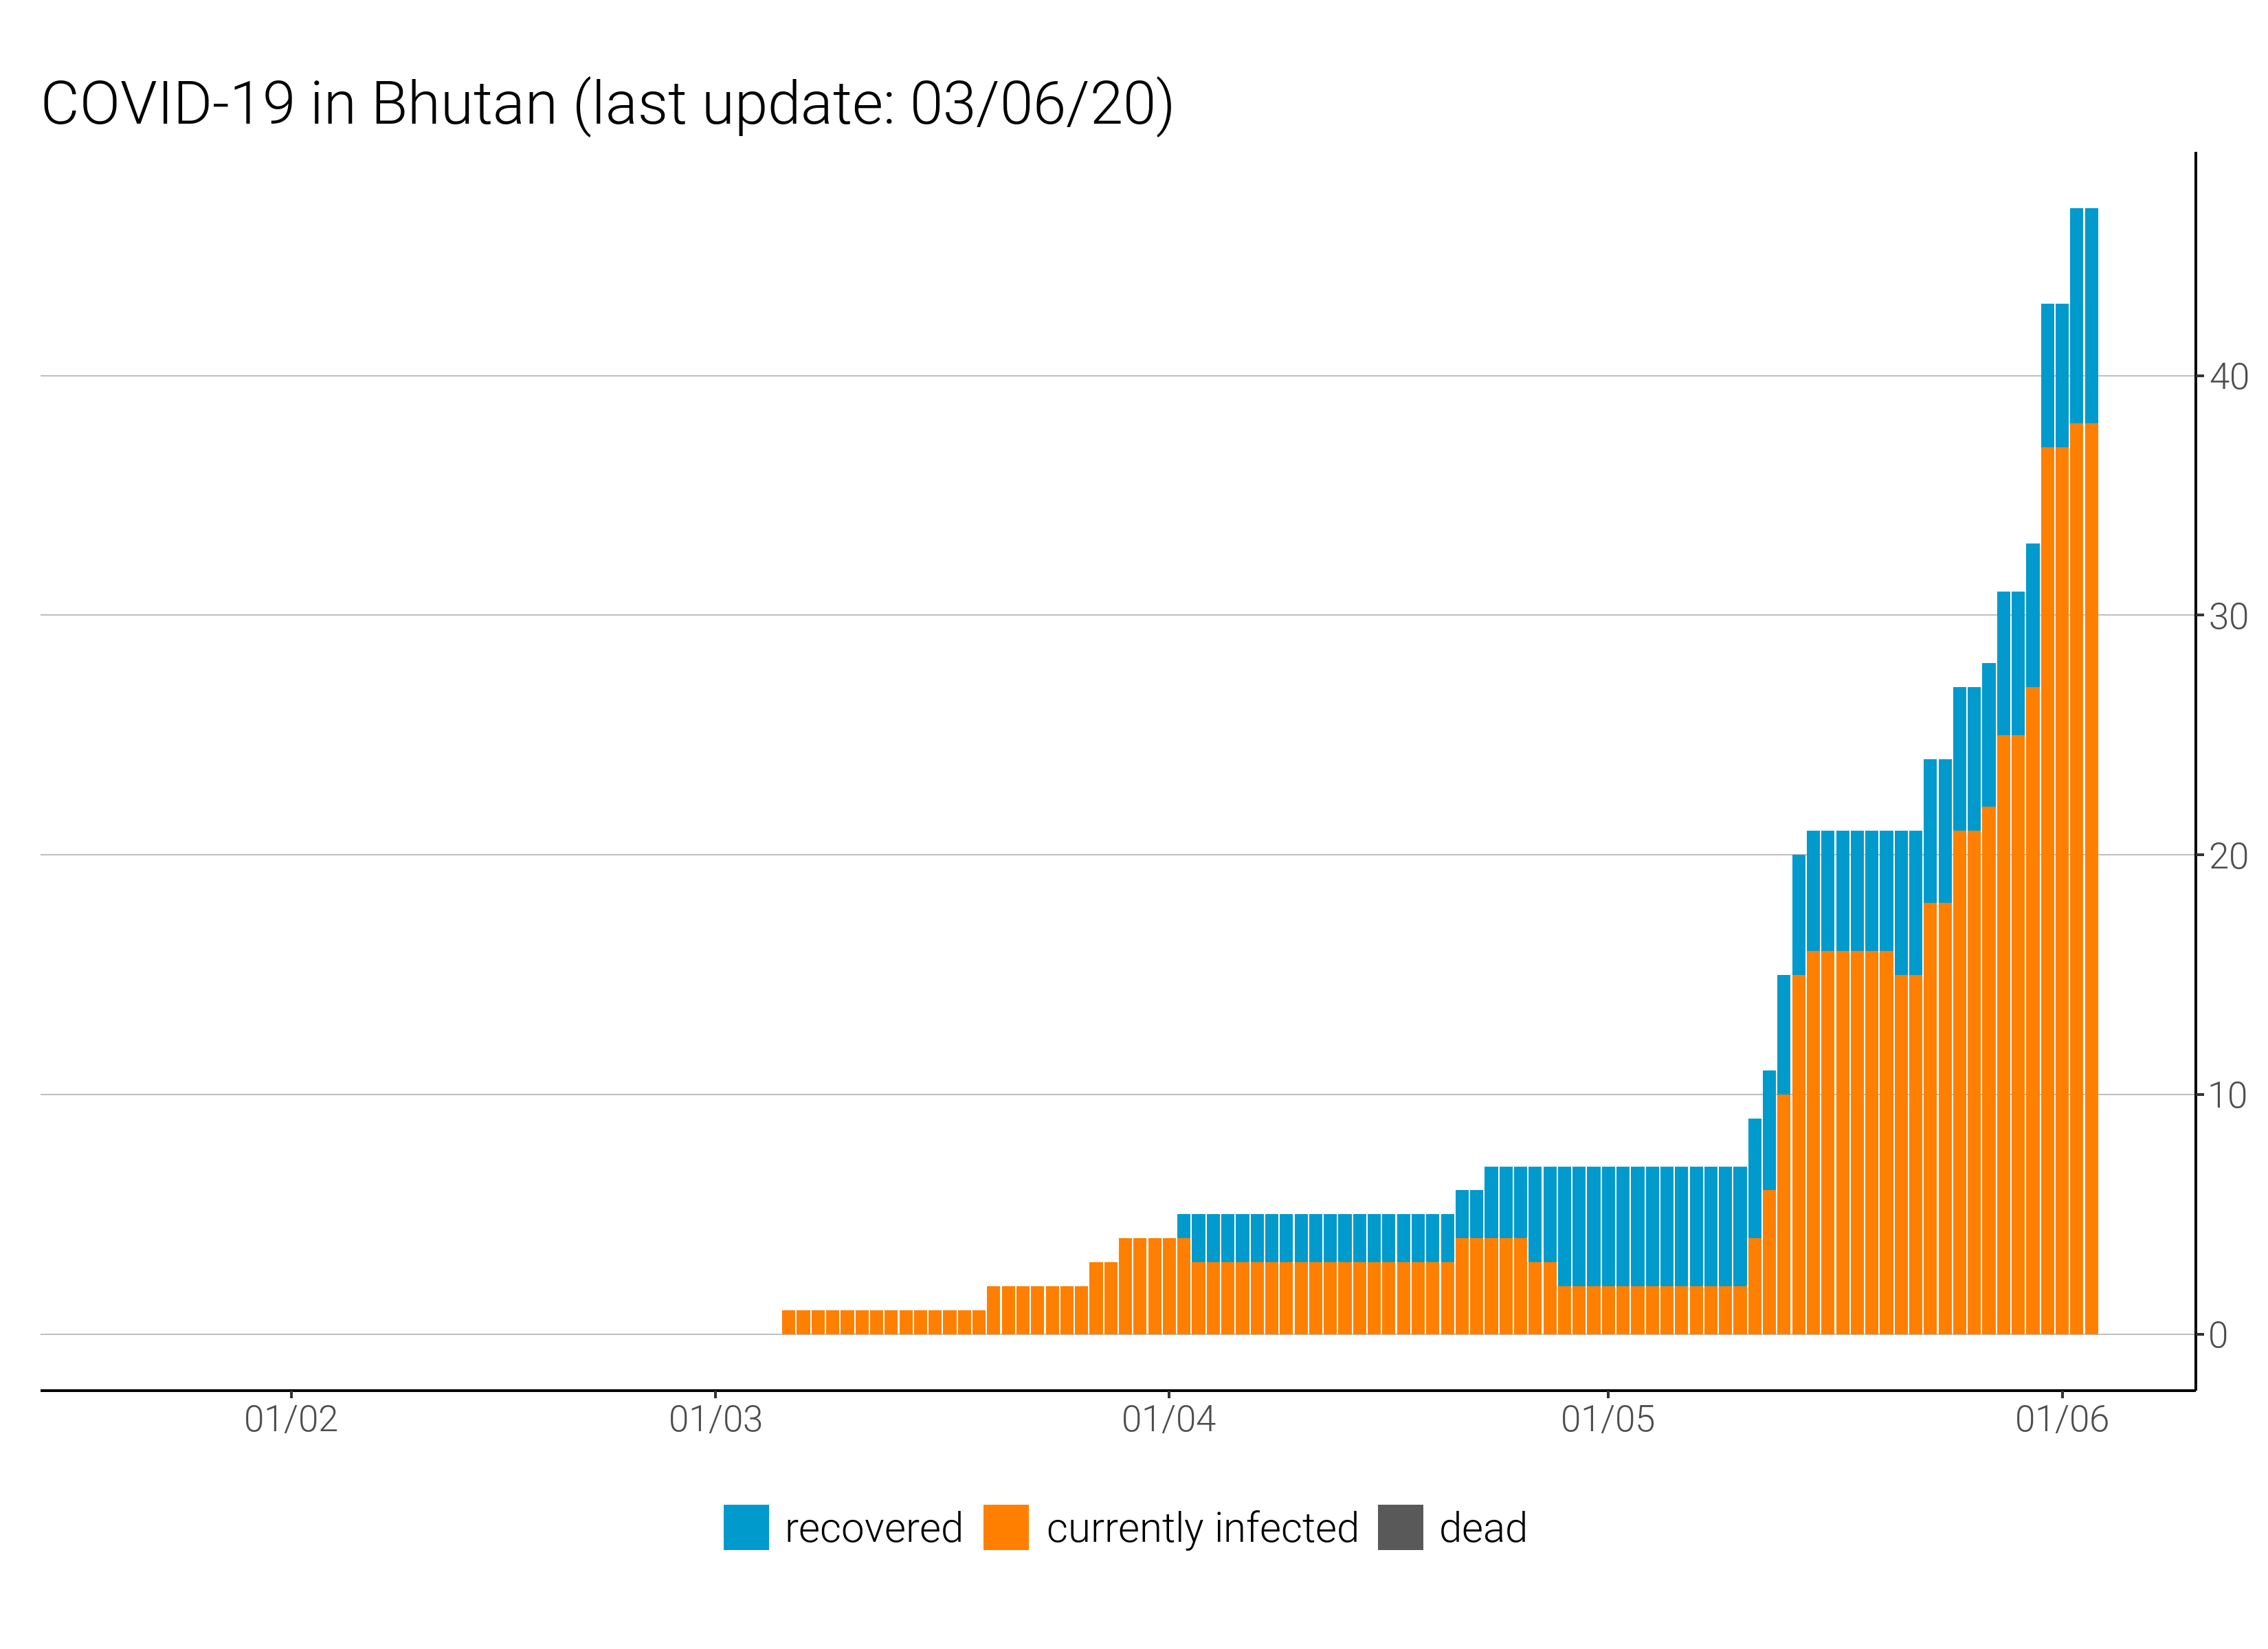 COVID-19 in Bhutan (last update: 03/06/20)
40
30
20
10
0
01/02 01/03 01/04 01/05 01/06
recovered currently infected dead